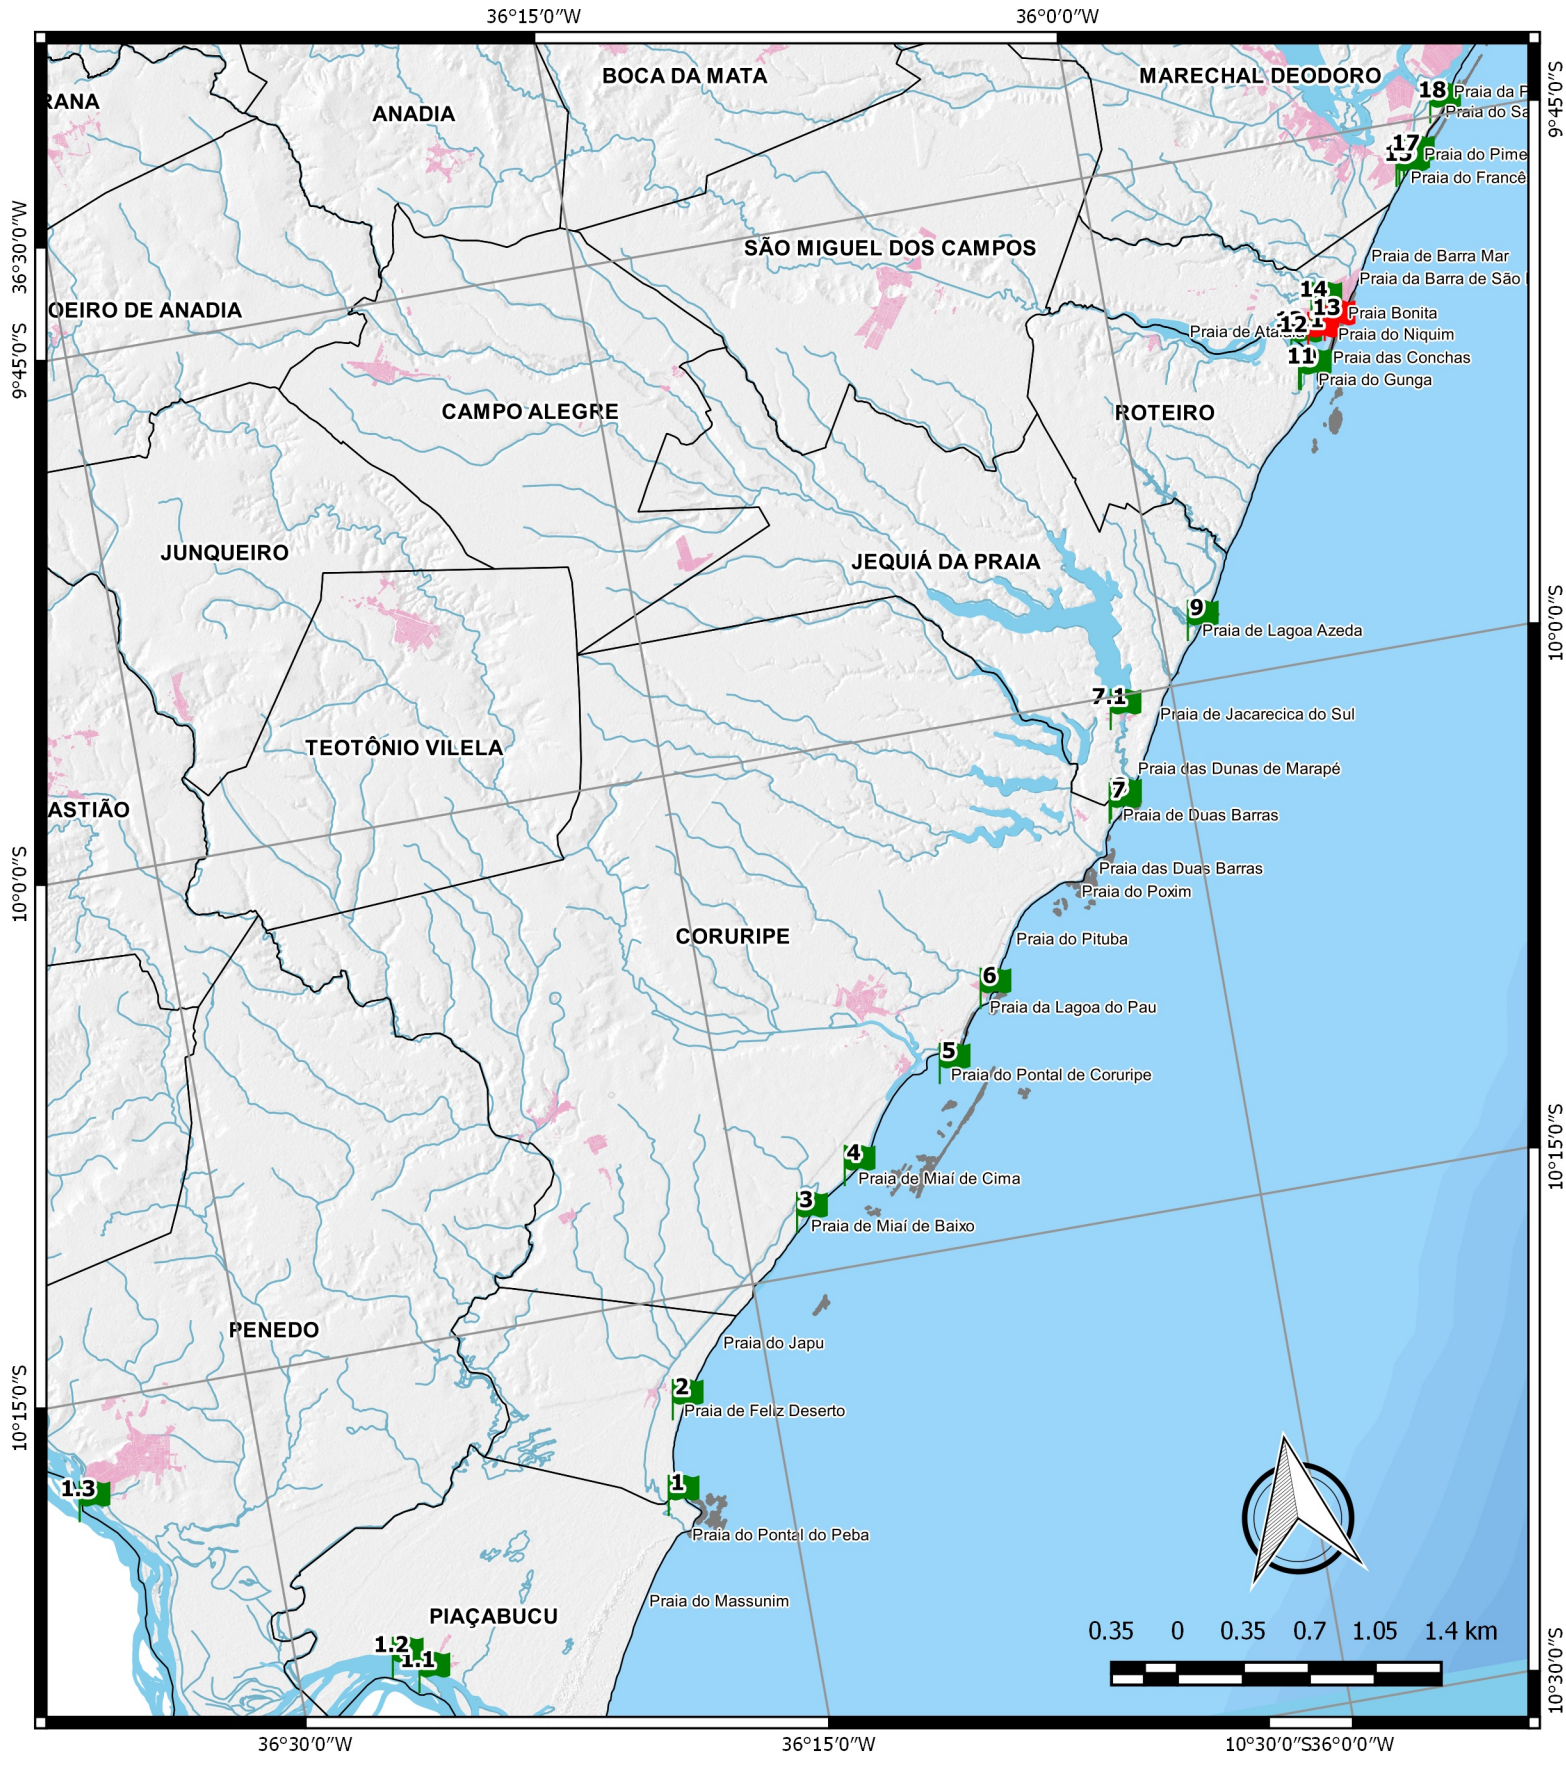 36°15'0"W
36°0'0"W
BOCA DA MATA
MARECHAL DEODORO
18
Praia da P
RANA
ANADIA
Praia do Sa
9°45'0"S
17
15
Praia do Pime
Praia do Francê
36°30'0"W
SÃO MIGUEL DOS CAMPOS
Praia de Barra Mar
Praia da Barra de São
14
13
OEIRO DE ANADIA
Praia Bonita
12
Praia de
Praia do Niquim
9°45'0"S
11
Praia das Conchas
Praia do Gunga
CAMPO ALEGRE
ROTEIRO
JUNQUEIRO
JEQUIÁ DA PRAIA
9
Praia de Lagoa Azeda
10°0'0"S
7.1
Praia de Jacarecica do Sul
TEOTÔNIO VILELA
Praia das Dunas de Marapé
7
ASTIÃO
Praia de Duas Barras
Praia das Duas Barras
Praia do Poxim
10°0'0"S
CORURIPE
Praia do Pituba
6
Praia da Lagoa do Pau
5
Praia do Pontal de Coruripe
10°15'0"S
4
Praia de Miaí de Cima
3
Praia de Miaí de Baixo
PENEDO
Praia do Japu
2
Praia de Feliz Deserto
10°15'0"S
1.3
1
Praia do Pontal do Peba
Praia do Massunim
PIAÇABUCU
1.2
1.1
0.35 0 0.35 0.7 1.05 1.4 km
10°30'0"S
36°30'0"W
36°15'0"W
10°30'0"S36°0'0"W